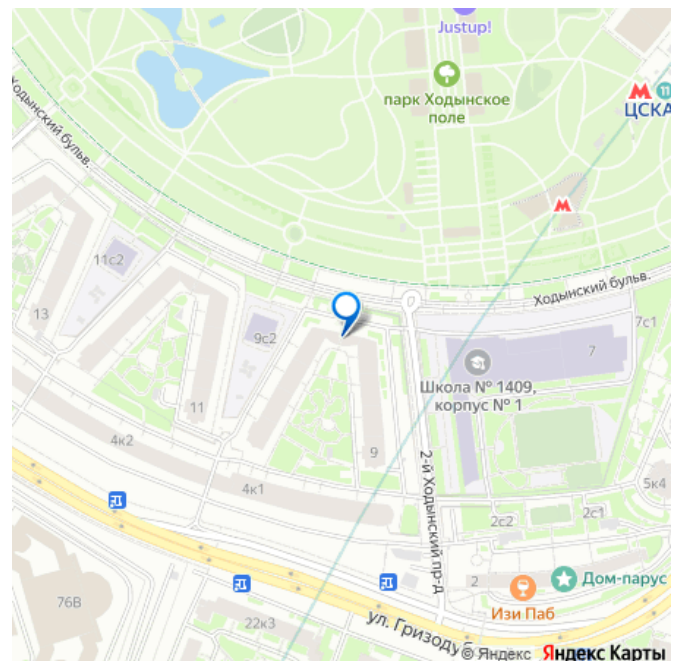 Justup!
парк Ходынское
поле
М 11
ЦСКА
М
Ходынский бульв.
Ходынский бульв.
11с2
13
9с2
7с1
7
Школа № 1409,
корпус № 1
11
4к2
9
4к1
2-й Ходынский пр-д
5к4
2с2
2с1
2
Дом-парус
Изи Паб
76В
22к3
ул. Гризоду
© Яндекс Яндекс Карты